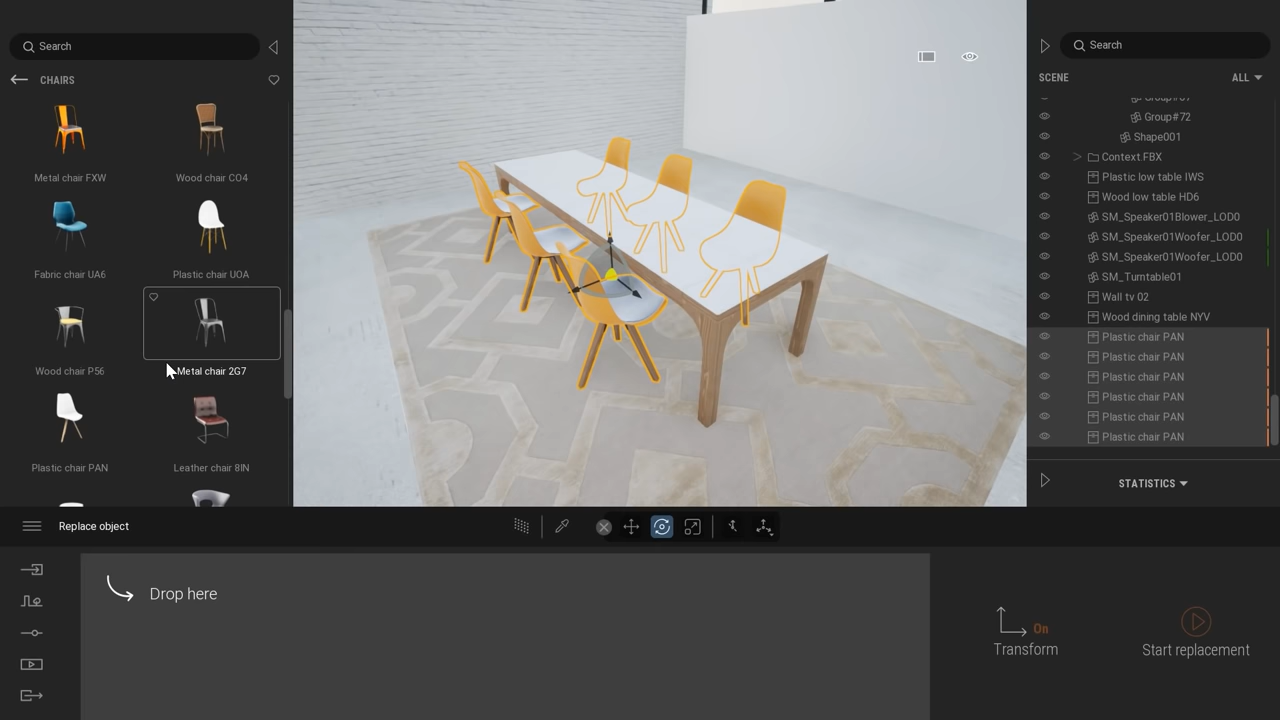 Search
CHAIRS
Metal chair FXW
Wood chair CO4
Fabric chair UA6
Plastic chair UOA
Wood chair P56
Metal chair 2G7
Plastic chair PAN
Leather chair 8IN
Search
SCENE
ALL
Group#72
Shape001
Context.FBX
Plastic low table IWS
Wood low table HD6
SM_Speaker01Blower_LOD0
SM_Speaker01Woofer_LOD0
SM_Speaker01Woofer_LOD0
SM_Turntable01
Wall tv 02
Wood dining table NYV
Plastic chair PAN
Plastic chair PAN
Plastic chair PAN
Plastic chair PAN
Plastic chair PAN
Plastic chair PAN
STATISTICS
Replace object
Drop here
On
Transform
Start replacement